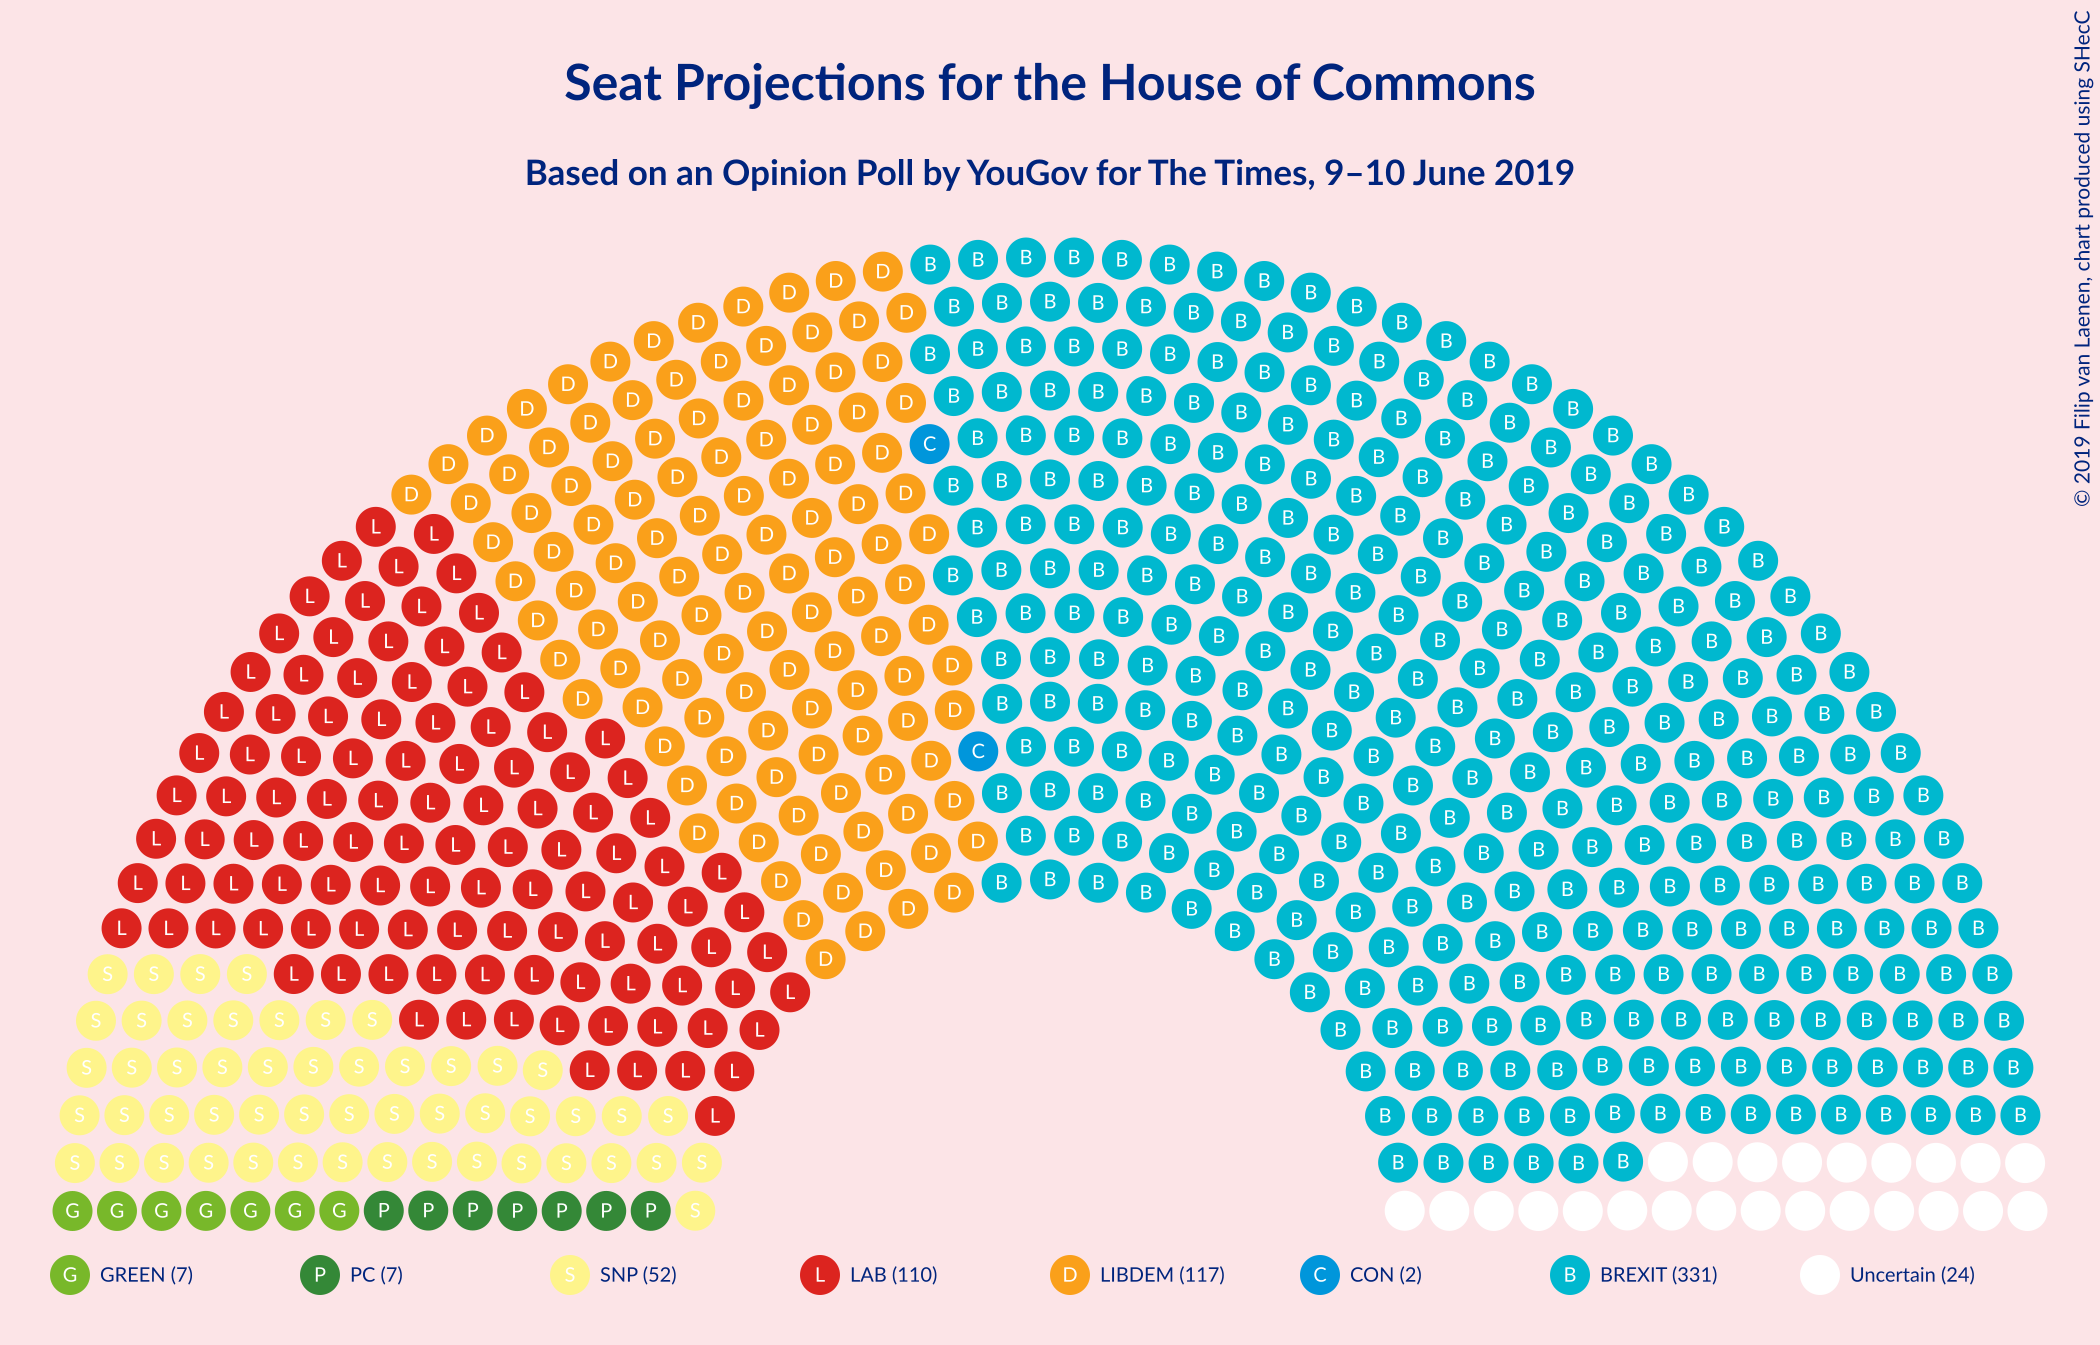 Seat Projections for the House of Commons
Based on an Opinion Poll by YouGov for The Times, 9–10 June 2019
© 2019 Filip van Laenen, chart produced using SHecC
G GREEN (7)
P PC (7)
S SNP (52)
L LAB (110)
D LIBDEM (117)
C CON (2)
B BREXIT (331)
Uncertain (24)